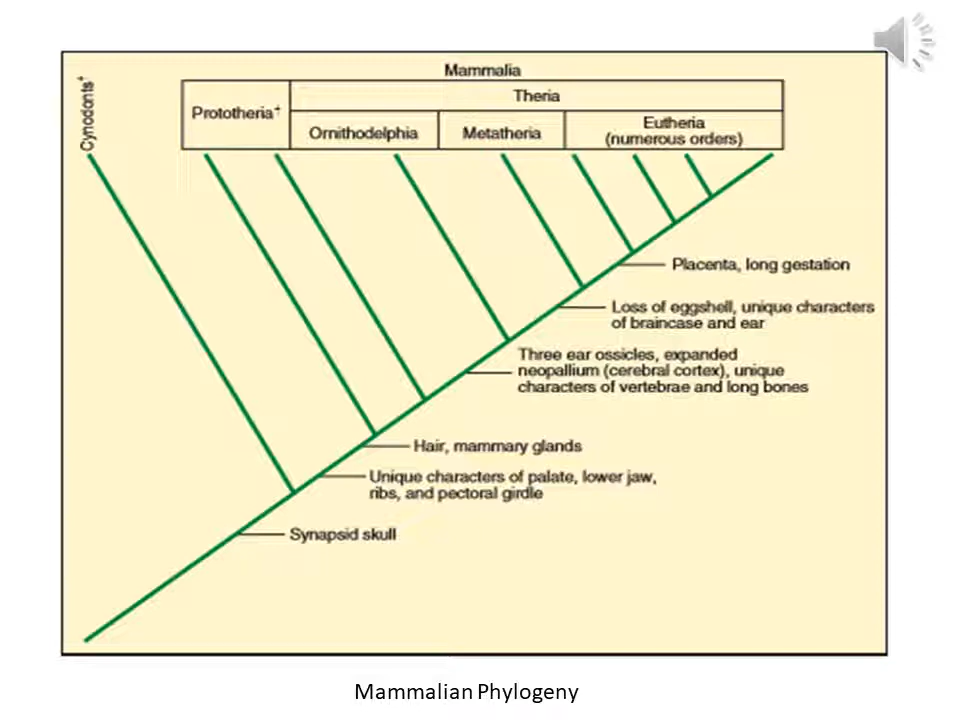 Mammalia
Cynodonts†
Prototheria†
Theria
Ornithodelphia
Metatheria
Eutheria
(numerous orders)
Placenta, long gestation
Loss of eggshell, unique characters
of braincase and ear
Three ear ossicles, expanded
neopallium (cerebral cortex), unique
characters of vertebrae and long bones
Hair, mammary glands
Unique characters of palate, lower jaw,
ribs, and pectoral girdle
Synapsid skull
Mammalian Phylogeny